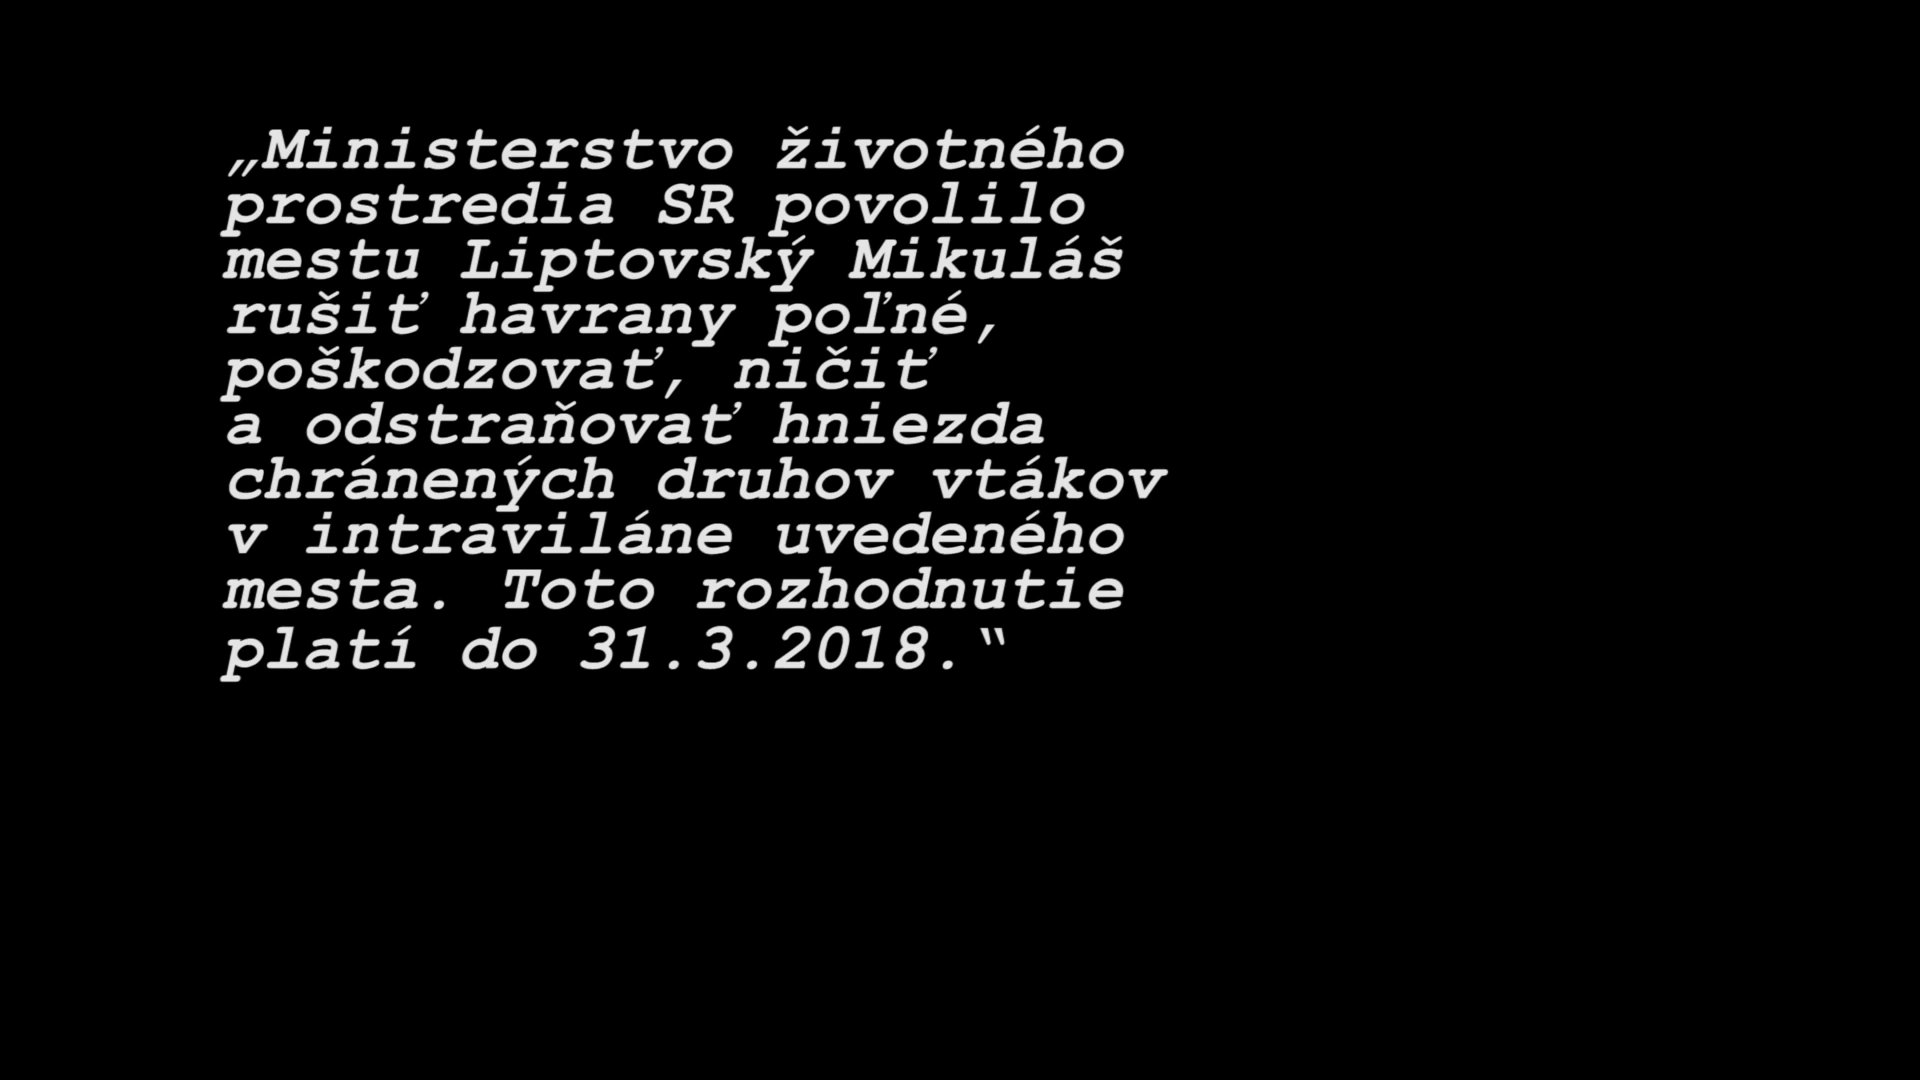 „Ministerstvo životného
prostredia SR povolilo
mestu Liptovský Mikuláš
rušiť havrany poľné,
poškodzovať, ničiť
a odstraňovať hniezda
chránených druhov vtákov
v intraviláne uvedeného
mesta. Toto rozhodnutie
platí do 31.3.2018.“